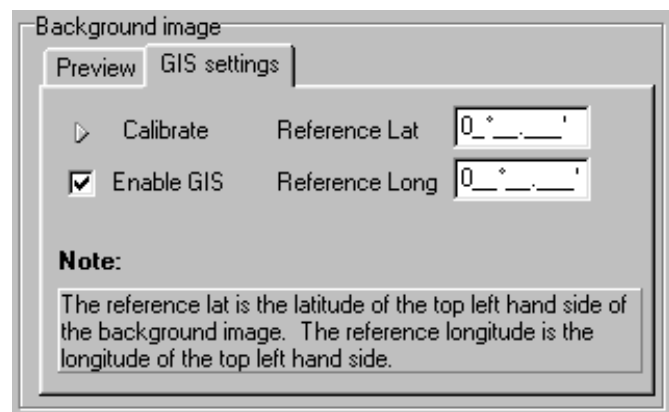 Background image
Preview GIS settings
Calibrate Reference Lat 0_°__.___'
Enable GIS Reference Long 0__°__.___'
Note:
The reference lat is the latitude of the top left hand side of
the background image. The reference longitude is the
longitude of the top left hand side.